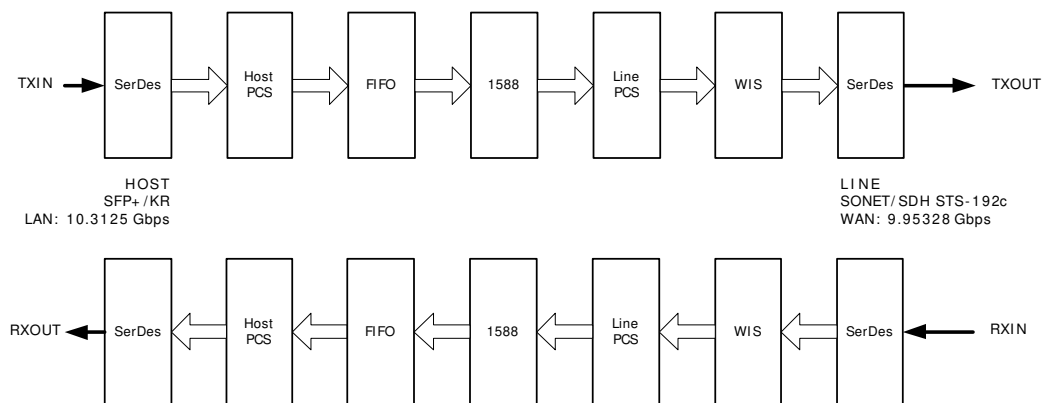 TXIN
SerDes
Host
PCS
FIFO
1588
Line
PCS
WIS
SerDes
TXOUT
HOST
SFP+/KR
LAN: 10.3125 Gbps
LINE
SONET/SDH STS-192c
WAN: 9.95328 Gbps
RXOUT
SerDes
Host
PCS
FIFO
1588
Line
PCS
WIS
SerDes
RXIN